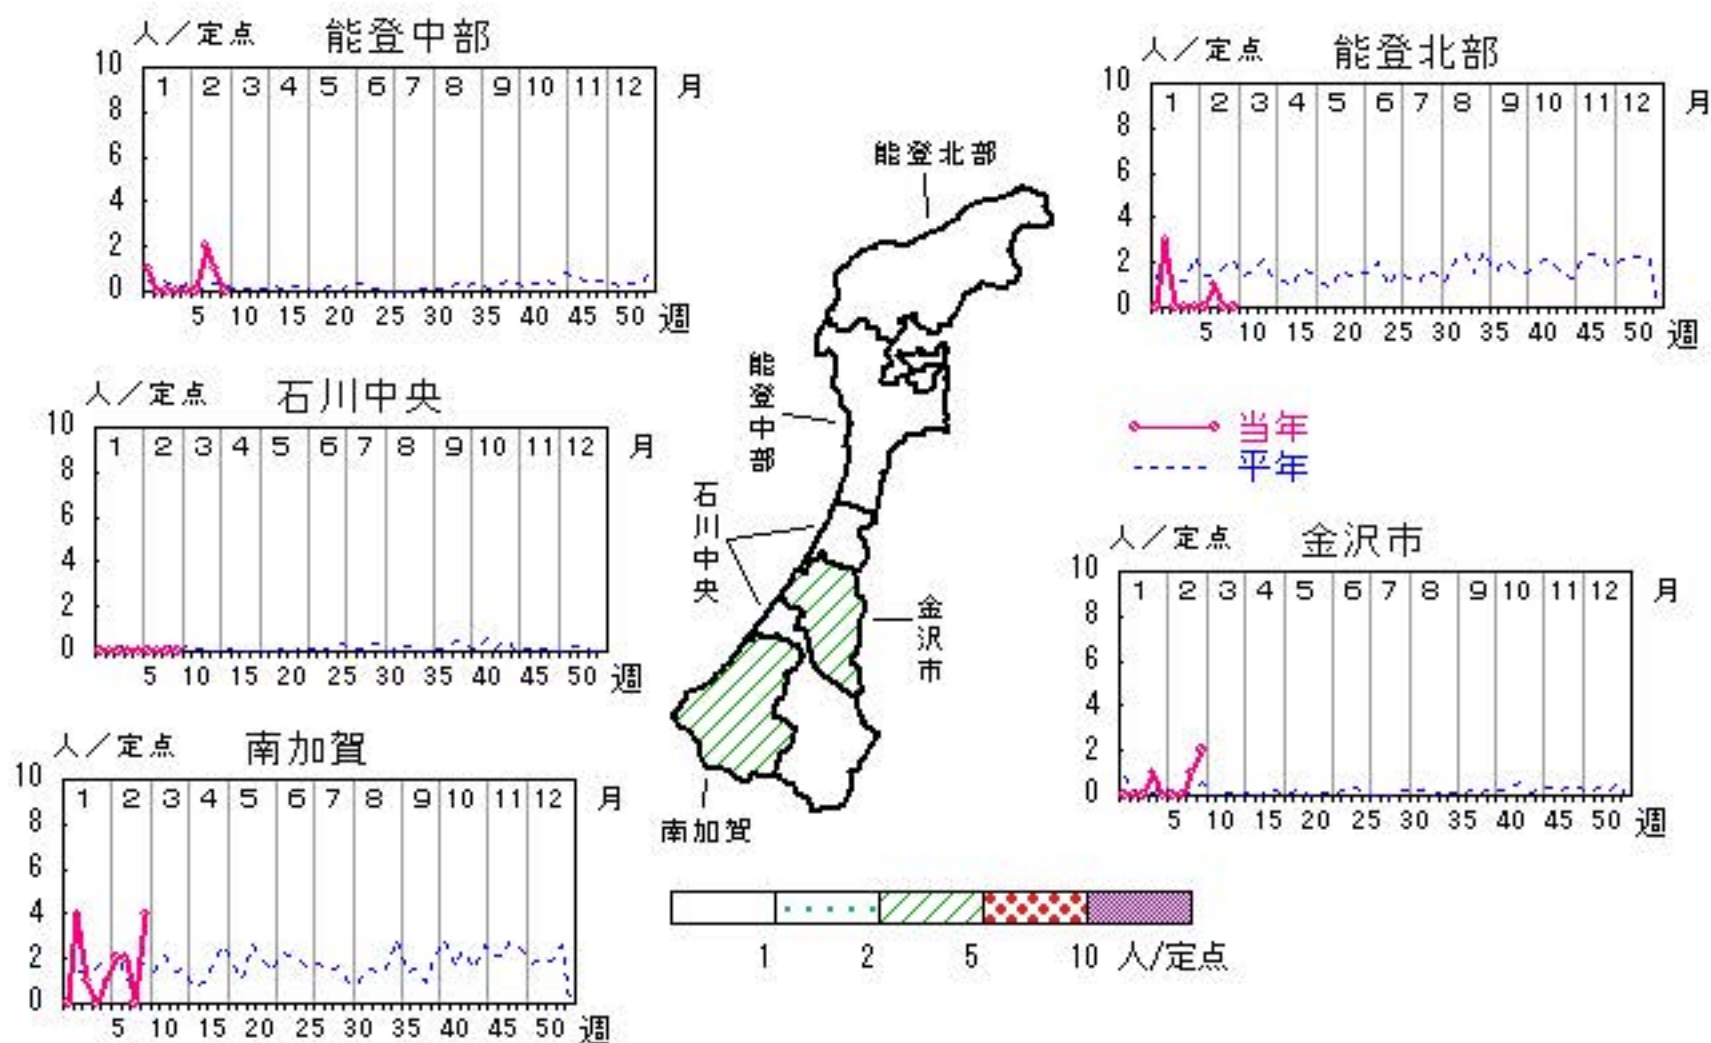 人／定点 能登中部
10 8 6 4 2 0
1 2 3 4 5 6 7 8 9 10 11 12 月
5 10 15 20 25 30 35 40 45 50 週
人／定点 能登北部
10 8 6 4 2 0
1 2 3 4 5 6 7 8 9 10 11 12 月
5 10 15 20 25 30 35 40 45 50 週
人／定点 石川中央
10 8 6 4 2 0
1 2 3 4 5 6 7 8 9 10 11 12 月
5 10 15 20 25 30 35 40 45 50 週
当年
平年
人／定点 金沢市
10 8 6 4 2 0
1 2 3 4 5 6 7 8 9 10 11 12 月
5 10 15 20 25 30 35 40 45 50 週
人／定点 南加賀
10 8 6 4 2 0
1 2 3 4 5 6 7 8 9 10 11 12 月
5 10 15 20 25 30 35 40 45 50 週
能登北部
能登中部
石川中央
金沢市
南加賀
1 2 5 10 人/定点